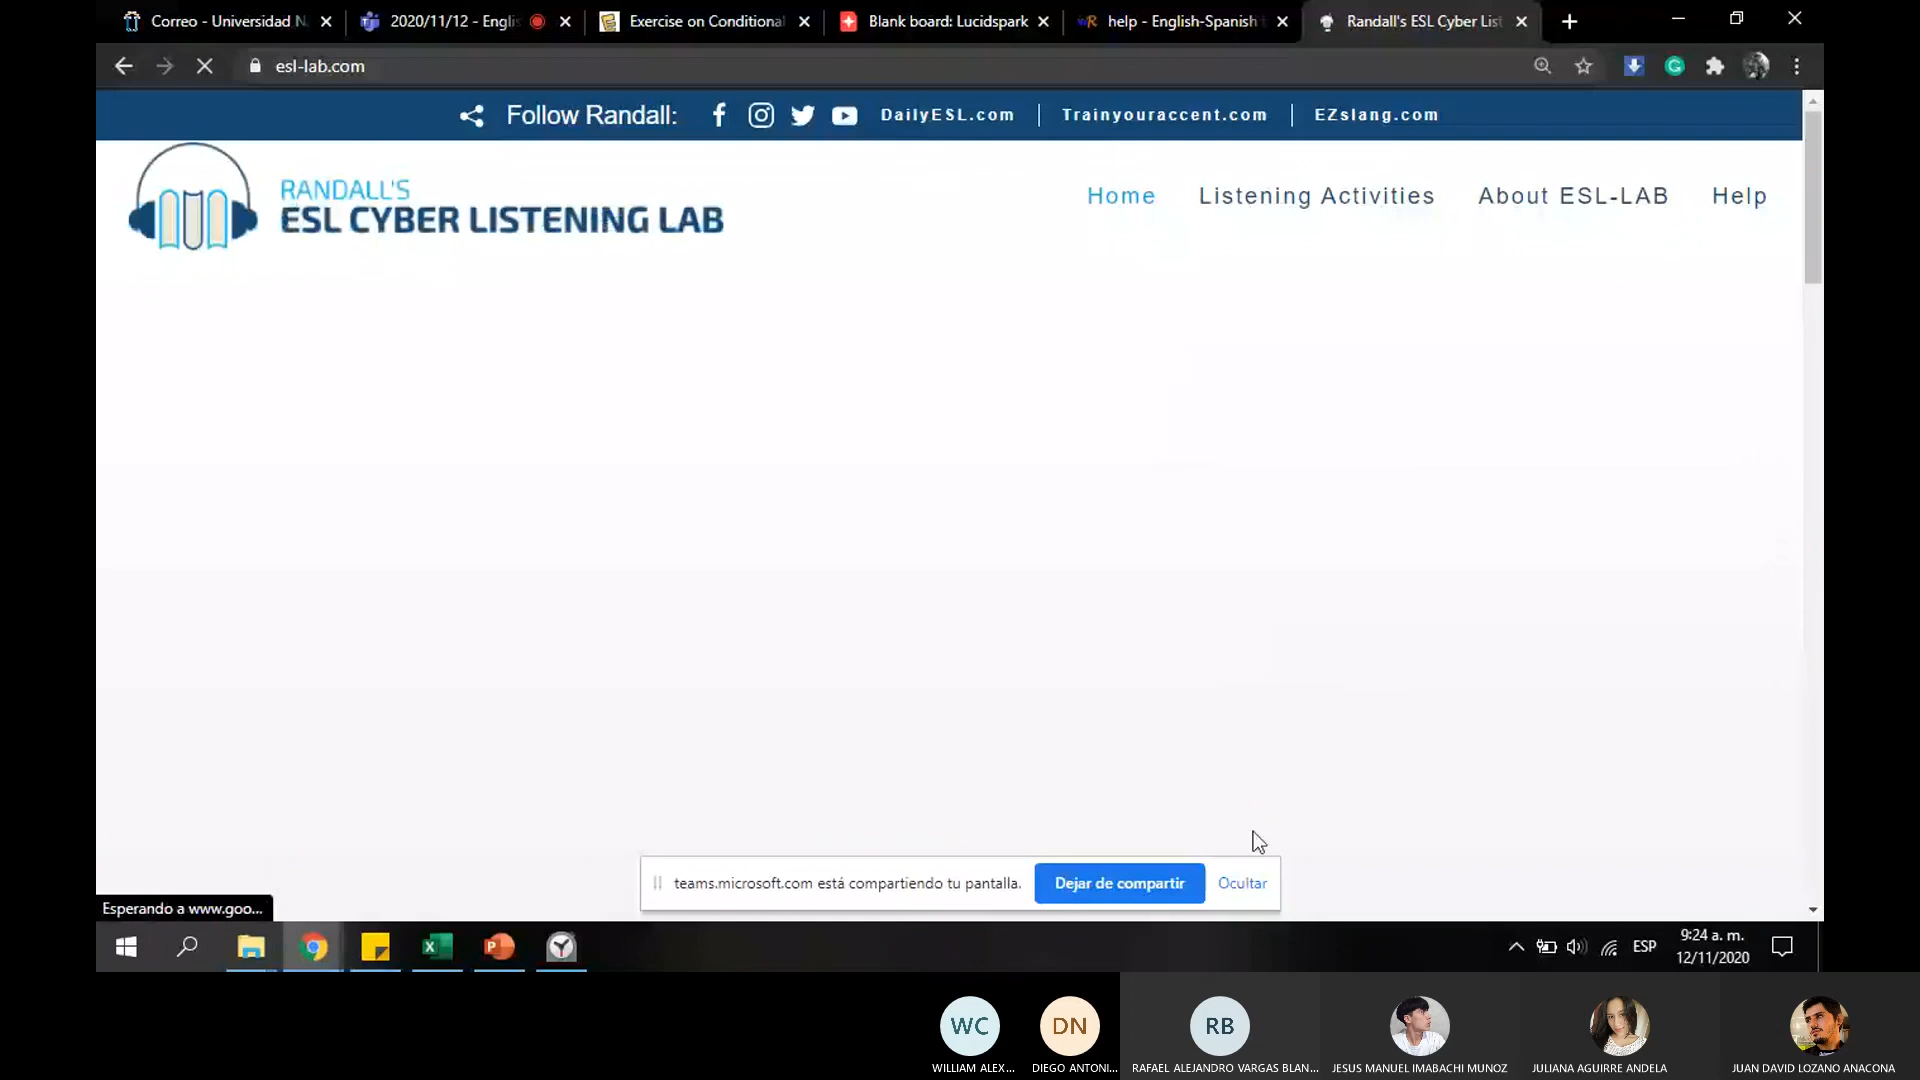 Correo - Universidad N
2020/11/12 - Englis
Exercise on Conditional
Blank board: Lucidspark
WR help - English-Spanish
Randall's ESL Cyber List
esl-lab.com
Follow Randall:
DailyESL.com
Trainyouraccent.com
EZslang.com
RANDALL'S
ESL CYBER LISTENING LAB
Home
Listening Activities
About ESL-LAB
Help
teams.microsoft.com está compartiendo tu pantalla.
Dejar de compartir
Ocultar
Esperando a www.goo...
ESP
9:24 a. m.
12/11/2020
WC
DN
RB
WILLIAM ALEX...
DIEGO ANTONI...
RAFAEL ALEJANDRO VARGAS BLAN...
JESUS MANUEL IMABACHI MUNOZ
JULIANA AGUIRRE ANDELA
JUAN DAVID LOZANO ANACONA